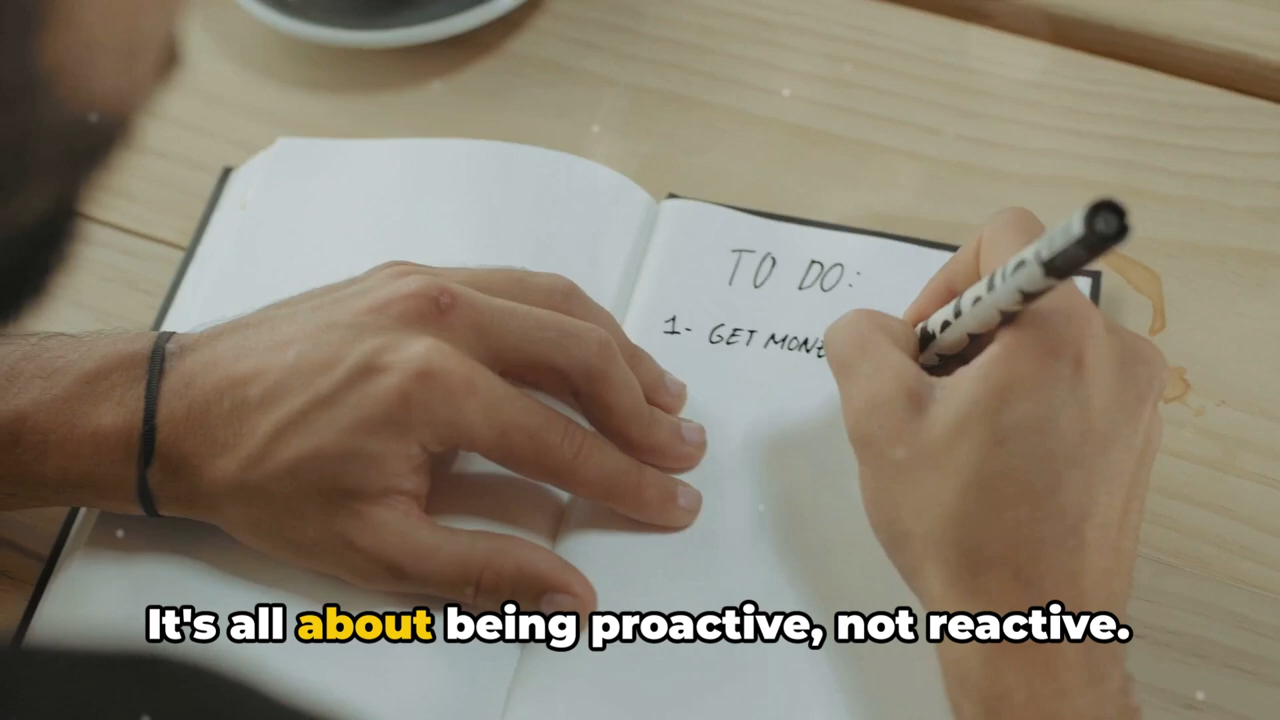 TO DO:
1- GET MONE
It's all about being proactive, not reactive.